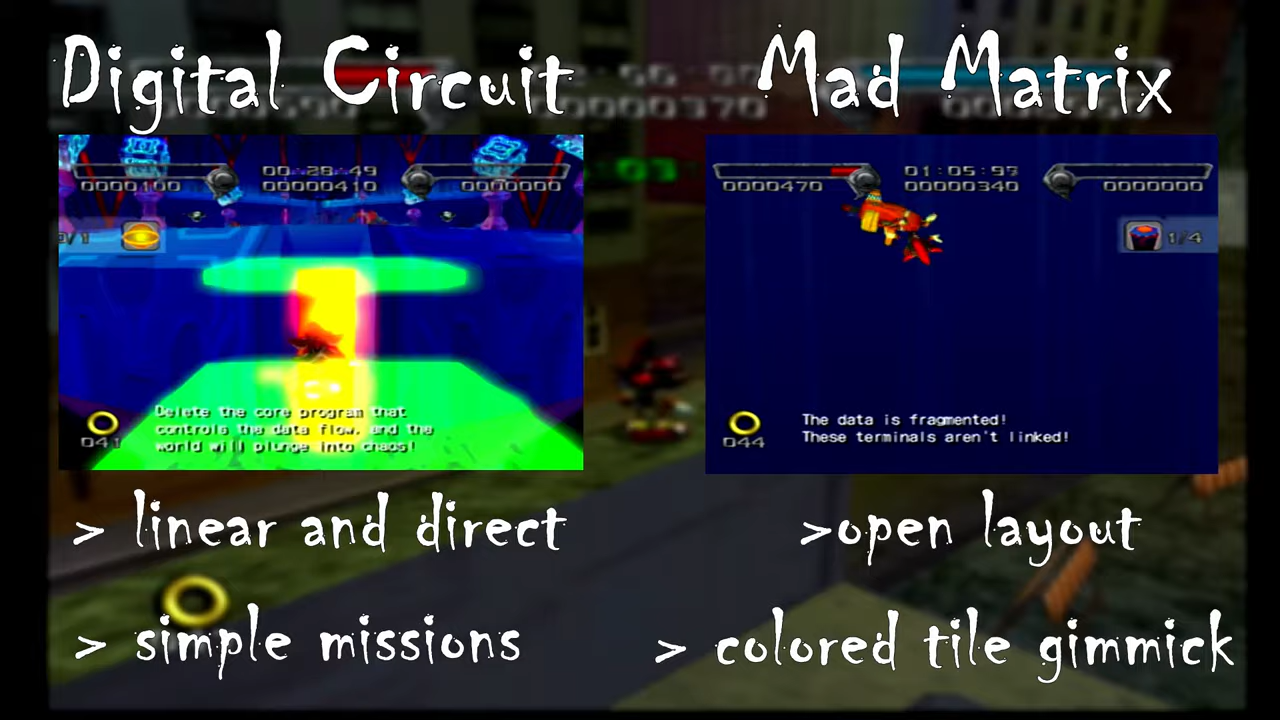 Digital Circuit
Mad Matrix
00:28:49
0000100
00000410
0000000
01:05:93
0000470
00000340
0000000
1/4
Delete the core program that
controls the data flow, and the
world will plunge into chaos!
041
The data is fragmented!
These terminals aren't linked!
044
> linear and direct
>open layout
> simple missions
> colored tile gimmick